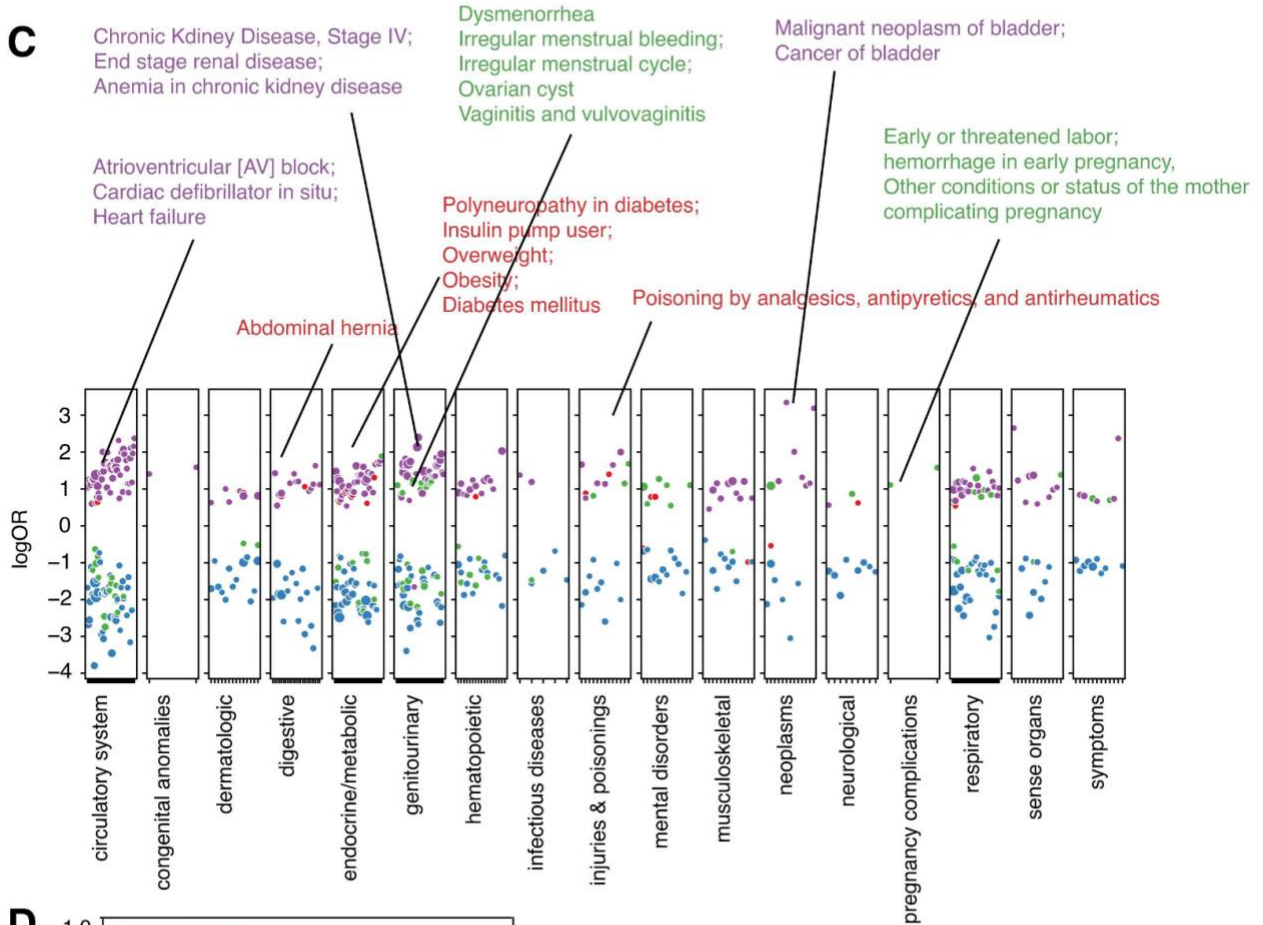 C
Chronic Kdiney Disease, Stage IV;
End stage renal disease;
Anemia in chronic kidney disease
Dysmenorrhea
Irregular menstrual bleeding;
Irregular menstrual cycle;
Ovarian cyst
Vaginitis and vulvovaginitis
Malignant neoplasm of bladder;
Cancer of bladder
Early or threatened labor;
hemorrhage in early pregnancy,
Other conditions or status of the mother
complicating pregnancy
Atrioventricular [AV] block;
Cardiac defibrillator in situ;
Heart failure
Polyneuropathy in diabetes;
Insulin pump user;
Overweight;
Obesity;
Diabetes mellitus
Poisoning by analgesics, antipyretics, and antirheumatics
Abdominal hernia
logOR
3
2
1
0
−1
−2
−3
−4
circulatory system
congenital anomalies
dermatologic
digestive
endocrine/metabolic
genitourinary
hematopoietic
infectious diseases
injuries & poisonings
mental disorders
musculoskeletal
neoplasms
neurological
pregnancy complications
respiratory
sense organs
symptoms
D
1.0